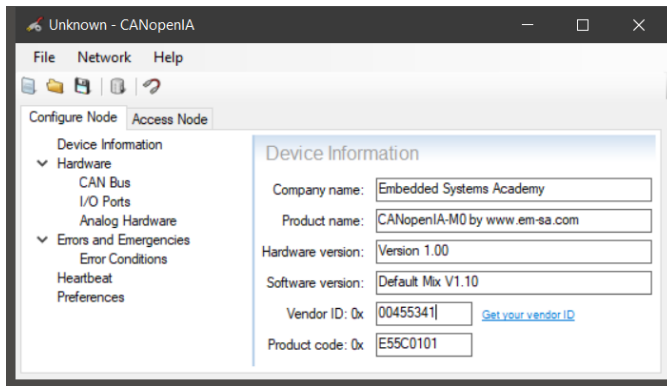 Unknown - CANopenIA
File Network Help
Configure Node Access Node
Device Information
Hardware
CAN Bus
I/O Ports
Analog Hardware
Errors and Emergencies
Error Conditions
Heartbeat
Preferences
Device Information
Company name: Embedded Systems Academy
Product name: CANopenIA-M0 by www.em-sa.com
Hardware version: Version 1.00
Software version: Default Mix V1.10
Vendor ID: 0x 00455341 Get your vendor ID
Product code: 0x E55C0101